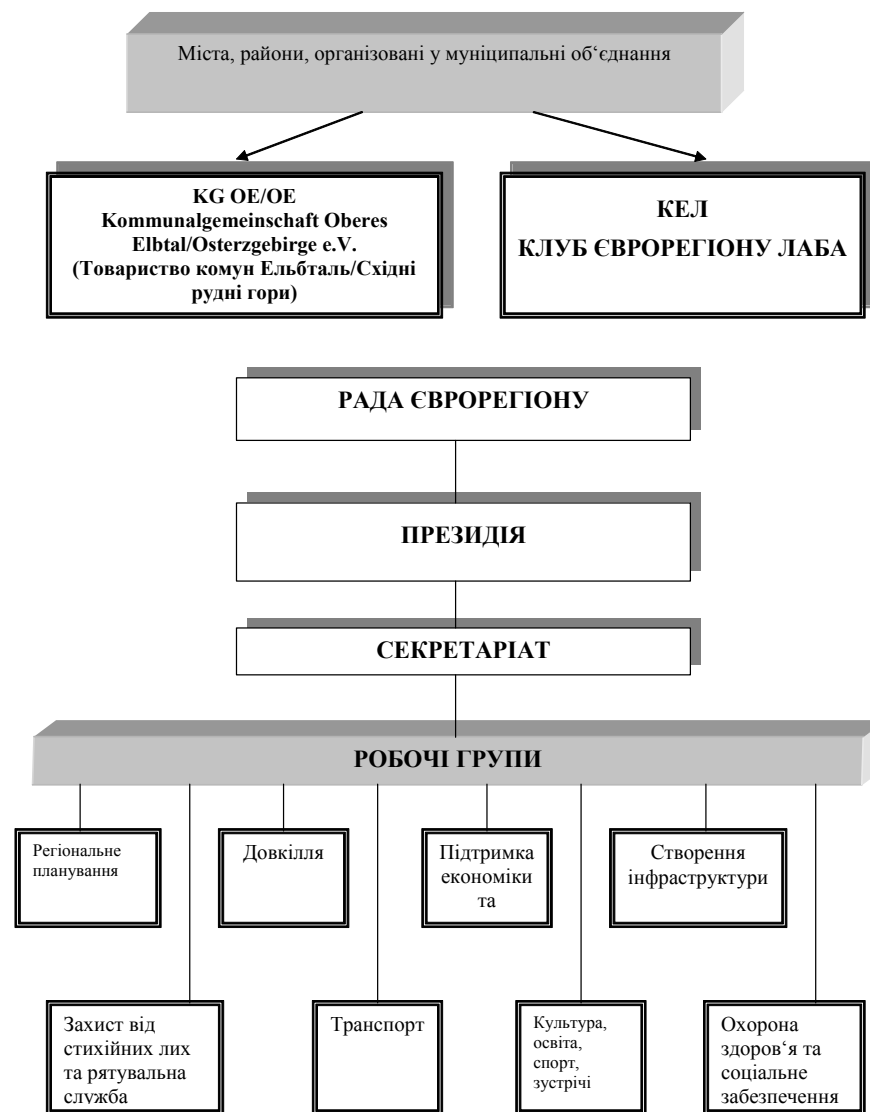 Міста, райони, організовані у муніципальні об‘єднання
KG OE/OE
Kommunalgemeinschaft Oberes
Elbtal/Osterzgebirge e.V.
(Товариство комун Ельбталь/Східні
рудні гори)
КЕЛ
КЛУБ ЄВРОРЕГІОНУ ЛАБА
РАДА ЄВРОРЕГІОНУ
ПРЕЗИДІЯ
СЕКРЕТАРІАТ
РОБОЧІ ГРУПИ
Регіональне
планування
Довкілля
Підтримка
економіки
та
Створення
інфраструктури
Захист від
стихійних лих
та рятувальна
служба
Транспорт
Культура,
освіта,
спорт,
зустрічі
Охорона
здоров‘я та
соціальне
забезпечення